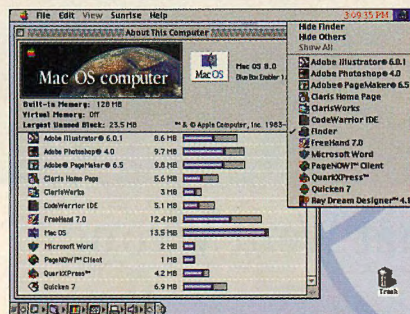 File Edit View Sunrise Help 3:09:35 PM
Hide Finder
Hide Others
Show All
Adobe Illustrator® 6.0.1
Adobe Photoshop® 4.0
Adobe® PageMaker® 6.5
Claris Home Page
ClarisWorks
CodeWarrior IDE
✓ Finder
FreeHand 7.0
Microsoft Word
PageNOW!™ Client
QuarkXPress™
Quicken 7
Ray Dream Designer™ 4.1
About This Computer
Mac OS computer
Mac OS
Mac OS 8.0
Blue Box Enabler 1.
Built-in Memory: 128 MB
Virtual Memory: Off
Largest Unused Block: 23.5 MB
™ & © Apple Computer, Inc. 1983-
Adobe Illustrator® 6.0.1 8.6 MB
Adobe Photoshop® 4.0 9.7 MB
Adobe® PageMaker® 6.5 9.8 MB
Claris Home Page 5.6 MB
ClarisWorks 3 MB
CodeWarrior IDE 5.1 MB
FreeHand 7.0 12.4 MB
Mac OS 13.5 MB
Microsoft Word 2 MB
PageNOW!™ Client 1 MB
QuarkXPress™ 4.2 MB
Quicken 7 6.9 MB
Trash